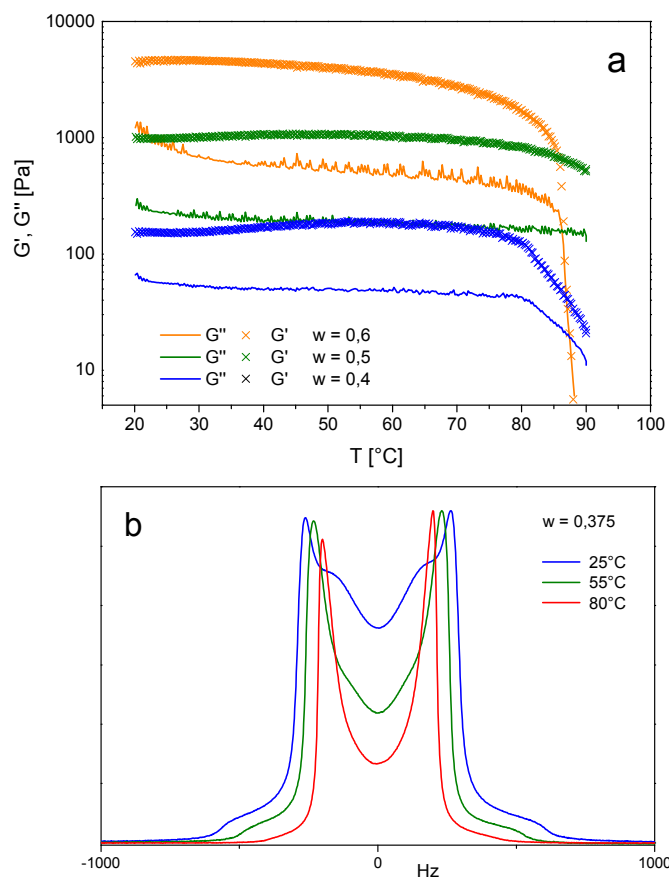 a
10000
1000
100
10
G', G" [Pa]
G" G' w = 0,6
G" G' w = 0,5
G" G' w = 0,4
10 20 30 40 50 60 70 80 90 100
T [°C]
b
w = 0,375
25°C
55°C
80°C
-1000 0 1000
Hz